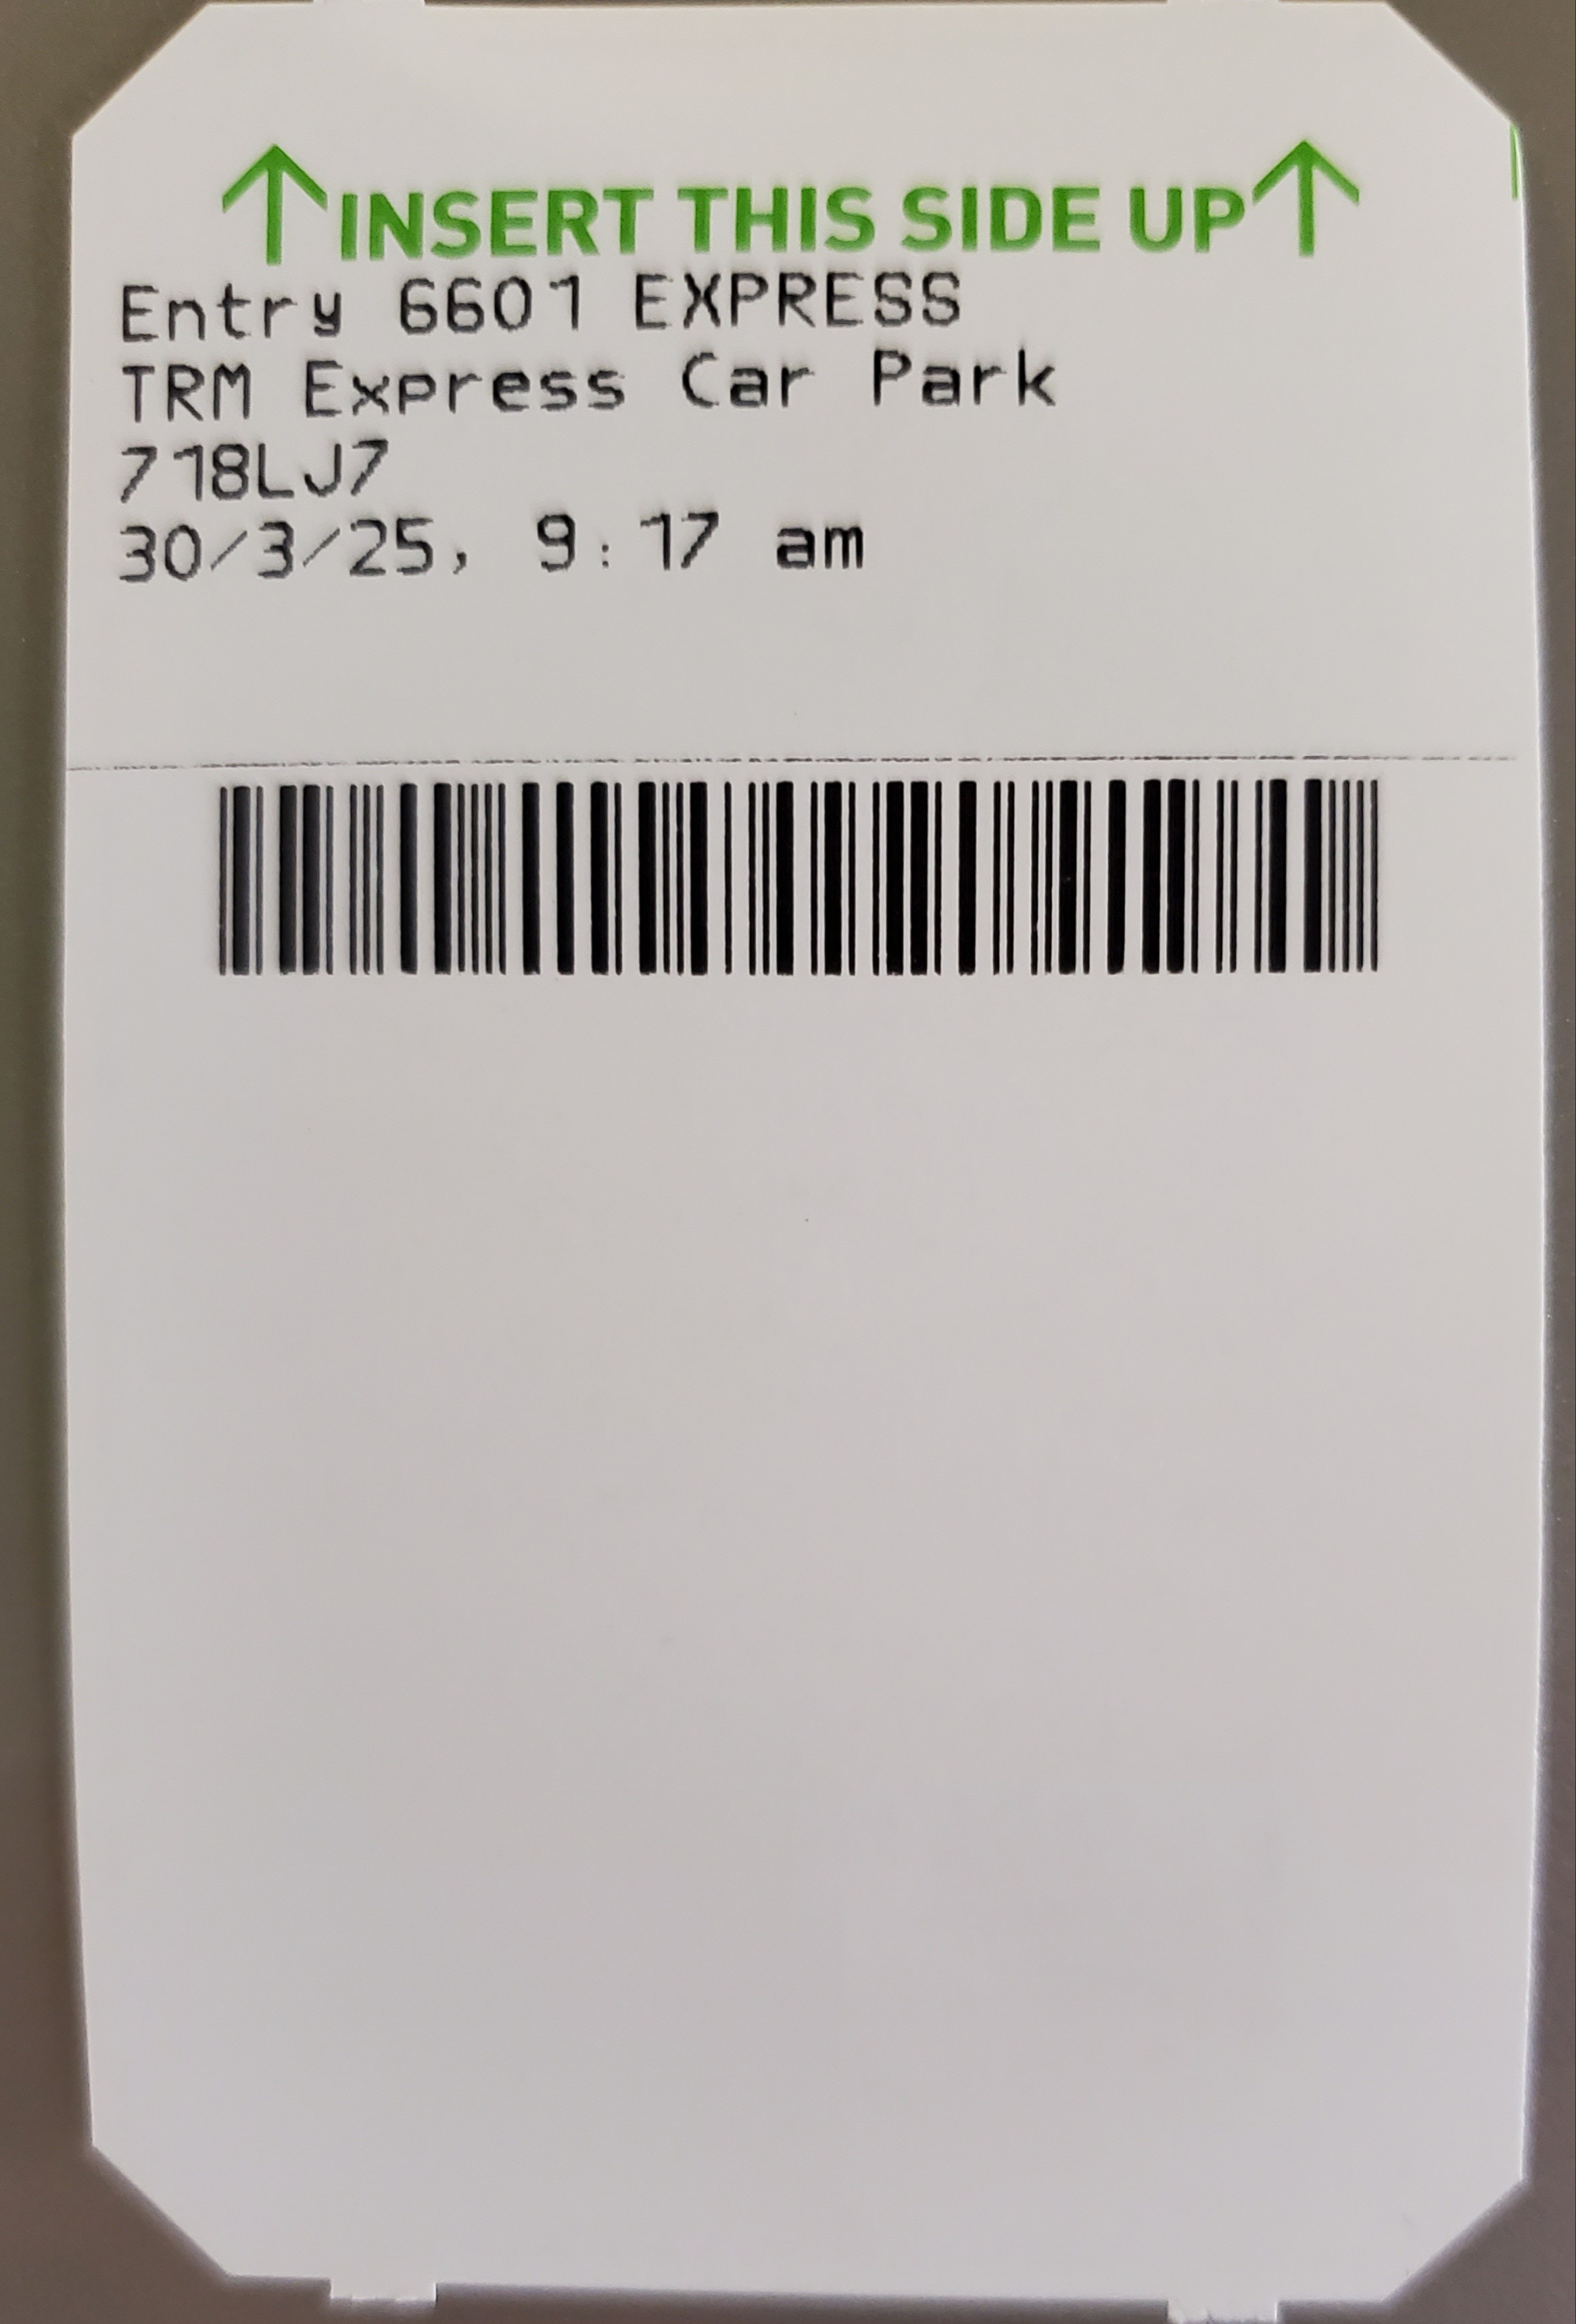 ↑INSERT THIS SIDE UP↑
Entry 6601 EXPRESS
TRM Express Car Park
718LJ7
30/3/25, 9:17 am